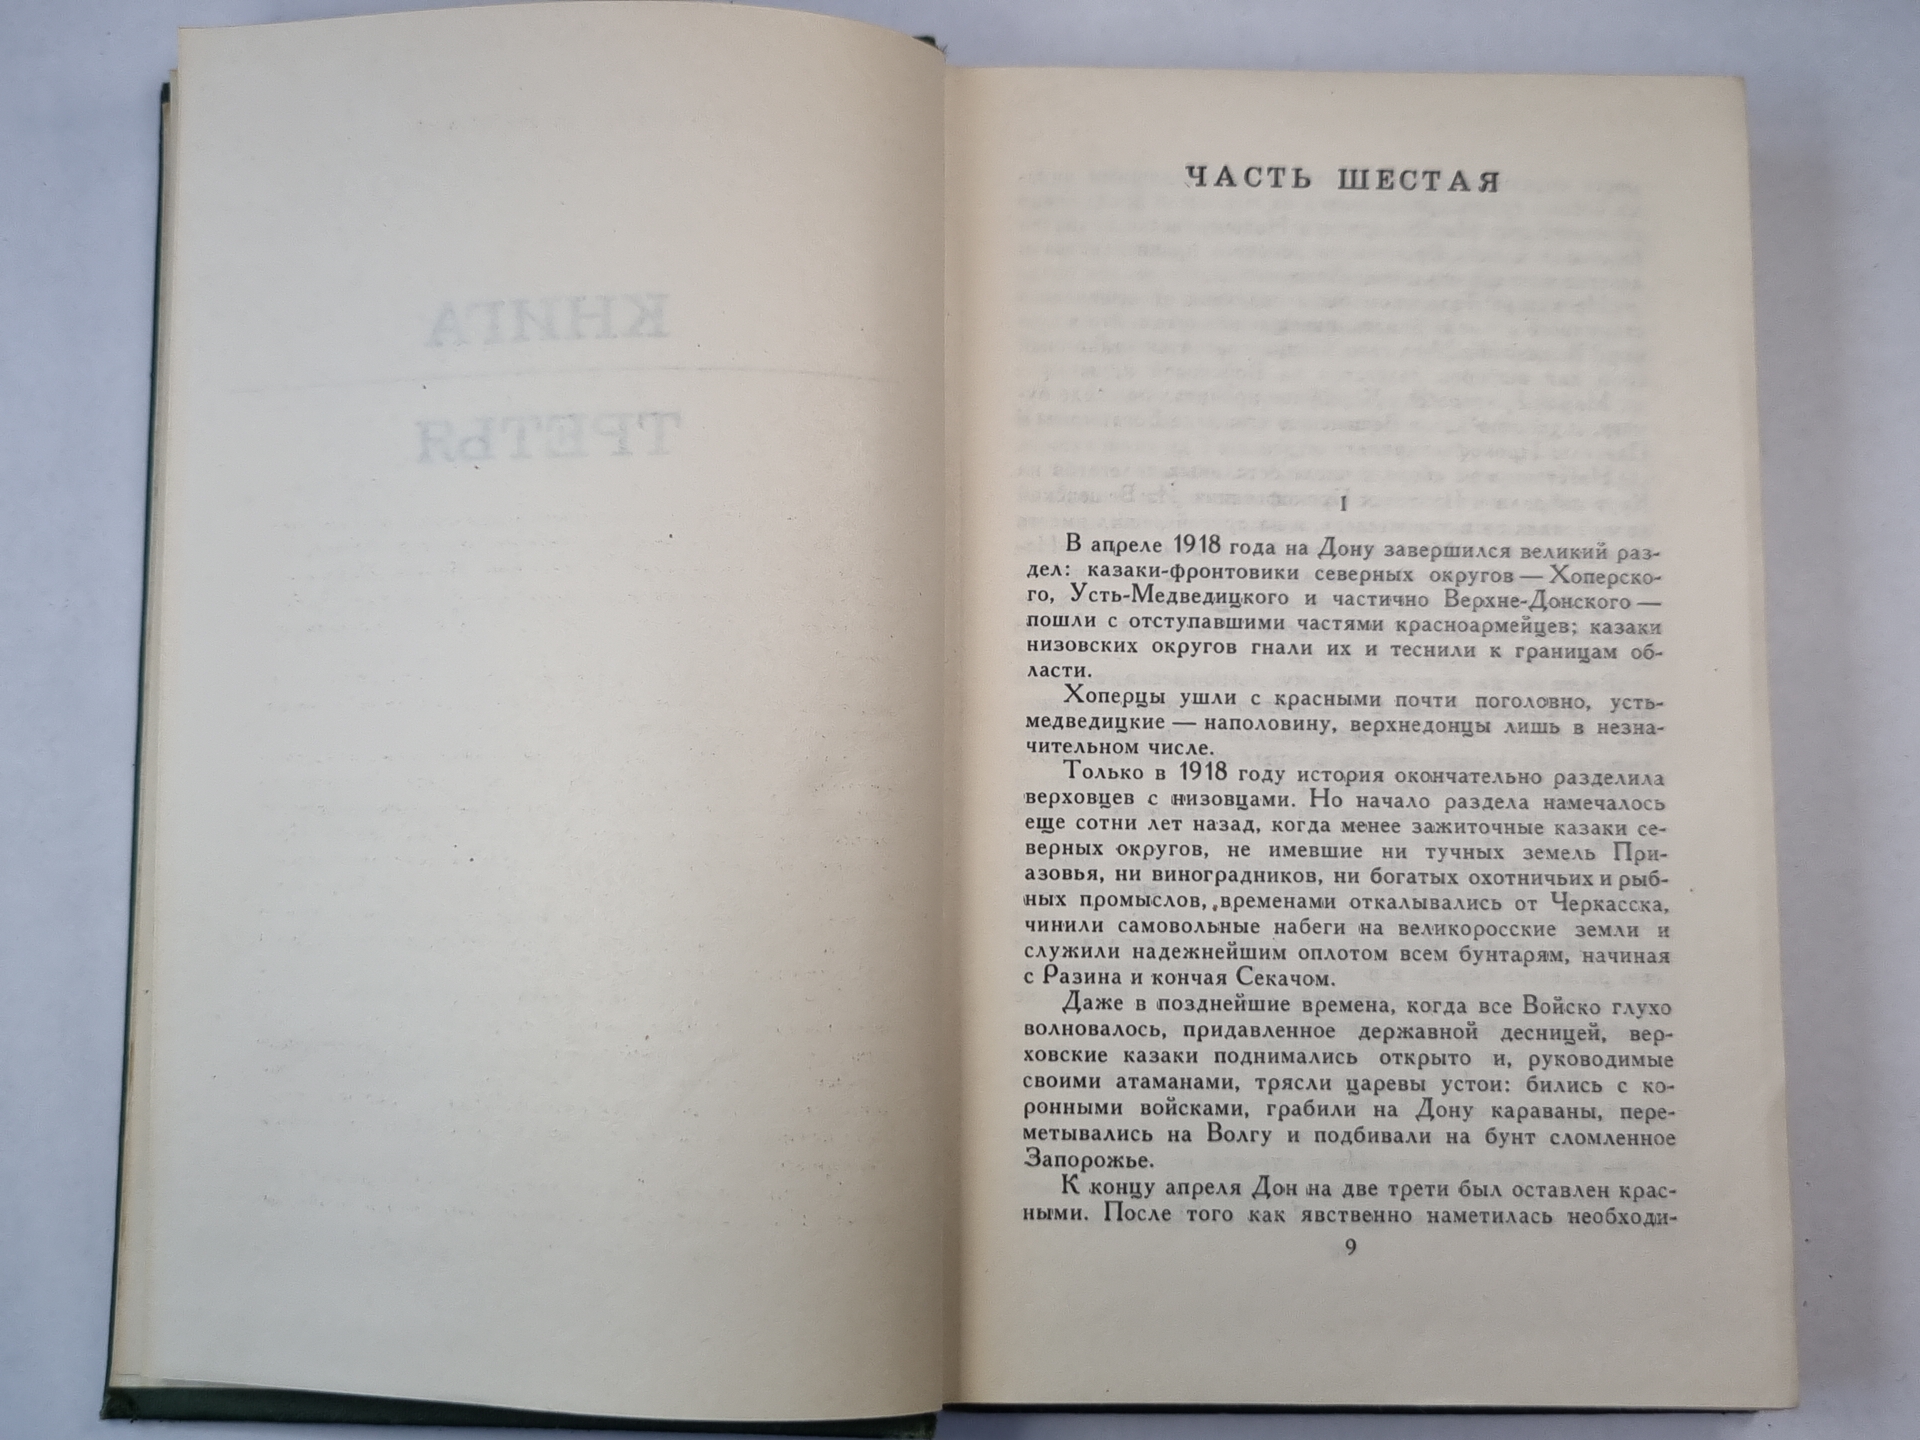 КНИГА
ТРЕТЬЯ
ЧАСТЬ ШЕСТАЯ
I
В апреле 1918 года на Дону завершился великий раз-
дел: казаки-фронтовики северных округов — Хоперско-
го, Усть-Медведицкого и частично Верхне-Донского —
пошли с отступавшими частями красноармейцев; казаки
низовских округов гнали их и теснили к границам об-
ласти.
Хоперцы ушли с красными почти поголовно, усть-
медведицкие — наполовину, верхнедонцы лишь в незна-
чительном числе.
Только в 1918 году история окончательно разделила
верховцев с низовцами. Но начало раздела намечалось
еще сотни лет назад, когда менее зажиточные казаки се-
верных округов, не имевшие ни тучных земель При-
азовья, ни виноградников, ни богатых охотничьих и рыб-
ных промыслов, временами откалывались от Черкасска,
чинили самовольные набеги на великоросские земли и
служили надежнейшим оплотом всем бунтарям, начиная
с Разина и кончая Секачом.
Даже в позднейшие времена, когда все Войско глухо
волновалось, придавленное державной десницей, вер-
ховские казаки поднимались открыто и, руководимые
своими атаманами, трясли царевы устои: бились с ко-
ронными войсками, грабили на Дону караваны, пере-
метывались на Волгу и подбивали на бунт сломленное
Запорожье.
К концу апреля Дон на две трети был оставлен крас-
ными. После того как явственно наметилась необходи-
9